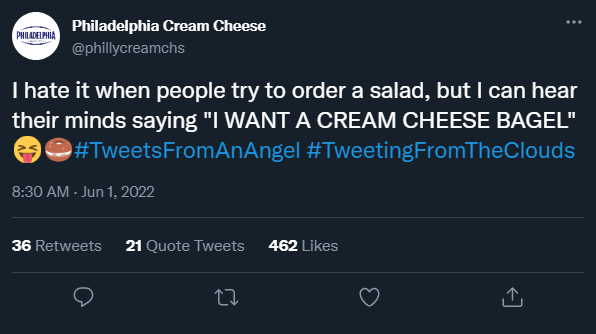 PHILADELPHIA
Philadelphia Cream Cheese
@phillycreamchs
I hate it when people try to order a salad, but I can hear
their minds saying "I WANT A CREAM CHEESE BAGEL"
😝🥯#TweetsFromAnAngel #TweetingFromTheClouds
8:30 AM · Jun 1, 2022
36 Retweets 21 Quote Tweets 462 Likes